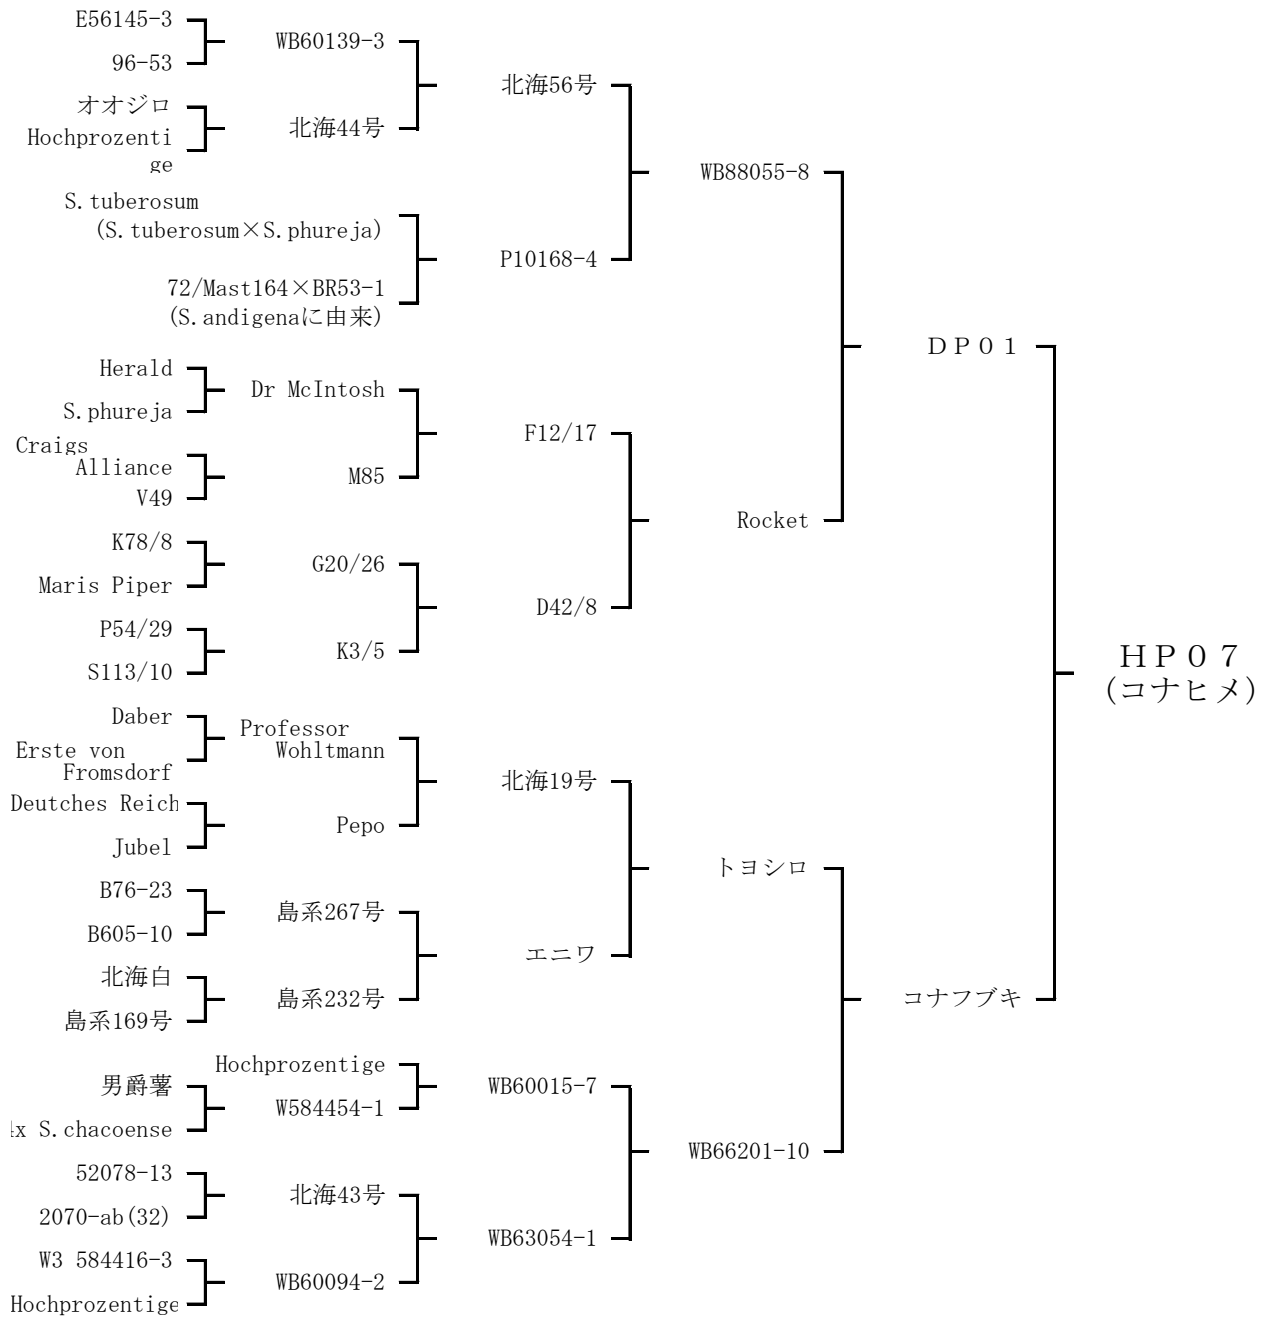 E56145-3
96-53
WB60139-3
オオジロ
Hochprozenti
ge
北海44号
北海56号
S.tuberosum
(S.tuberosum×S.phureja)
72/Mast164×BR53-1
(S.andigenaに由来)
P10168-4
WB88055-8
Herald
S.phureja
Dr McIntosh
Craigs
Alliance
V49
M85
F12/17
K78/8
Maris Piper
G20/26
P54/29
S113/10
K3/5
D42/8
Rocket
DP01
HP07
(コナヒメ)
Daber
Erste von
Fromsdorf
Professor
Wohltmann
Deutches Reich
Jubel
Pepo
北海19号
B76-23
B605-10
島系267号
北海白
島系169号
島系232号
エニワ
トヨシロ
コナフブキ
Hochprozentige
男爵薯
4x S.chacoense
W584454-1
WB60015-7
52078-13
2070-ab(32)
北海43号
W3 584416-3
Hochprozentige
WB60094-2
WB63054-1
WB66201-10